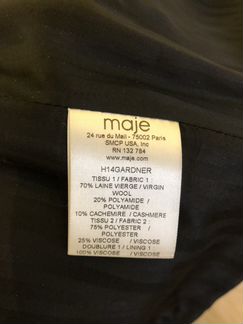 maje
24 rue du Mail - 75002 Paris
SMCP USA, Inc
RN 132 784
www.maje.com
H14GARDNER
TISSU 1 / FABRIC 1 :
70% LAINE VIERGE / VIRGIN
WOOL
20% POLYAMIDE /
POLYAMIDE
10% CACHEMIRE / CASHMERE
TISSU 2 / FABRIC 2 :
75% POLYESTER /
POLYESTER
25% VISCOSE / VISCOSE
DOUBLURE 1 / LINING 1
100% VISCOSE / VISCOSE